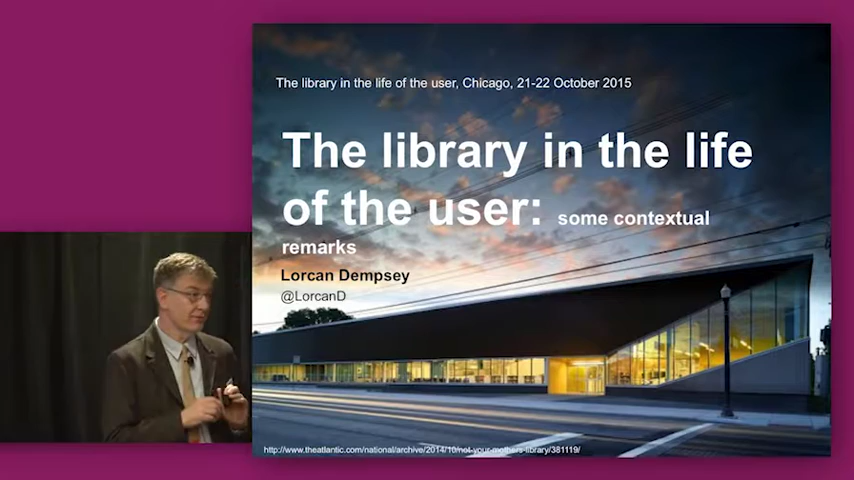 The library in the life of the user, Chicago, 21-22 October 2015
The library in the life
of the user: some contextual
remarks
Lorcan Dempsey
@LorcanD
http://www.theatlantic.com/national/archive/2014/10/not-your-mothers-library/381119/